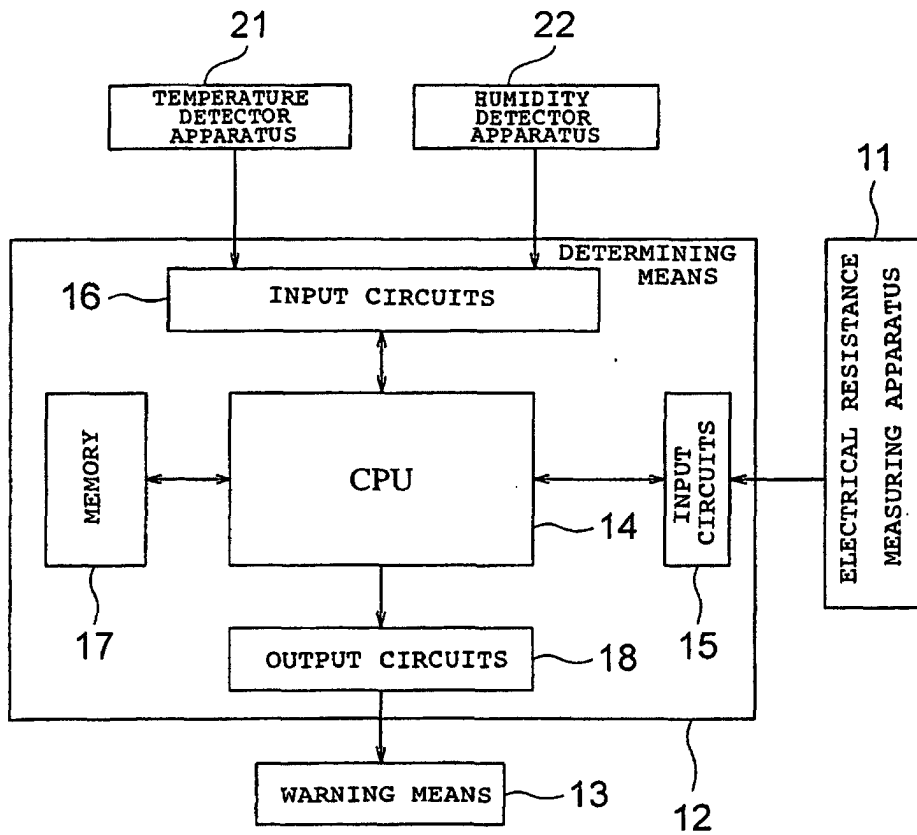 21
22
TEMPERATURE
DETECTOR
APPARATUS
HUMIDITY
DETECTOR
APPARATUS
11
ELECTRICAL RESISTANCE
MEASURING APPARATUS
DETERMINING
MEANS
16
INPUT CIRCUITS
MEMORY
17
CPU
14
INPUT
CIRCUITS
15
OUTPUT CIRCUITS
18
12
WARNING MEANS
13